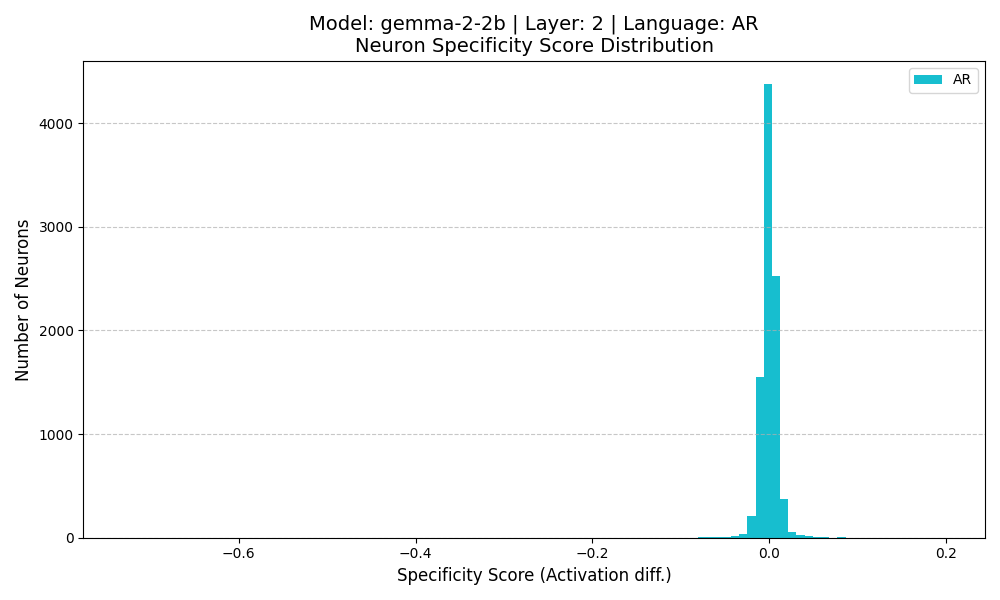 Model: gemma-2-2b | Layer: 2 | Language: AR
Neuron Specificity Score Distribution
AR
Number of Neurons
4000
3000
2000
1000
0
−0.6
−0.4
−0.2
0.0
0.2
Specificity Score (Activation diff.)